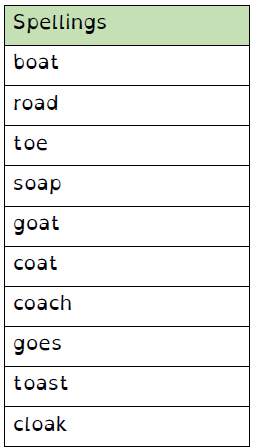 Spellings
boat
road
toe
soap
goat
coat
coach
goes
toast
cloak